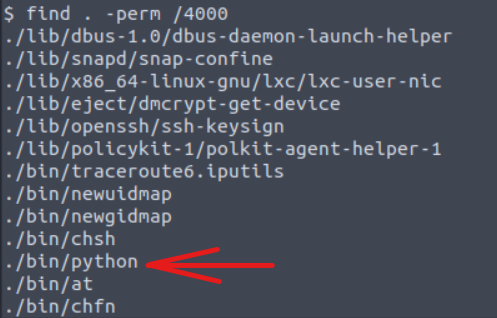 $ find . -perm /4000
./lib/dbus-1.0/dbus-daemon-launch-helper
./lib/snapd/snap-confine
./lib/x86_64-linux-gnu/lxc/lxc-user-nic
./lib/eject/dmcrypt-get-device
./lib/openssh/ssh-keysign
./lib/policykit-1/polkit-agent-helper-1
./bin/traceroute6.iputils
./bin/newuidmap
./bin/newgidmap
./bin/chsh
./bin/python
./bin/at
./bin/chfn